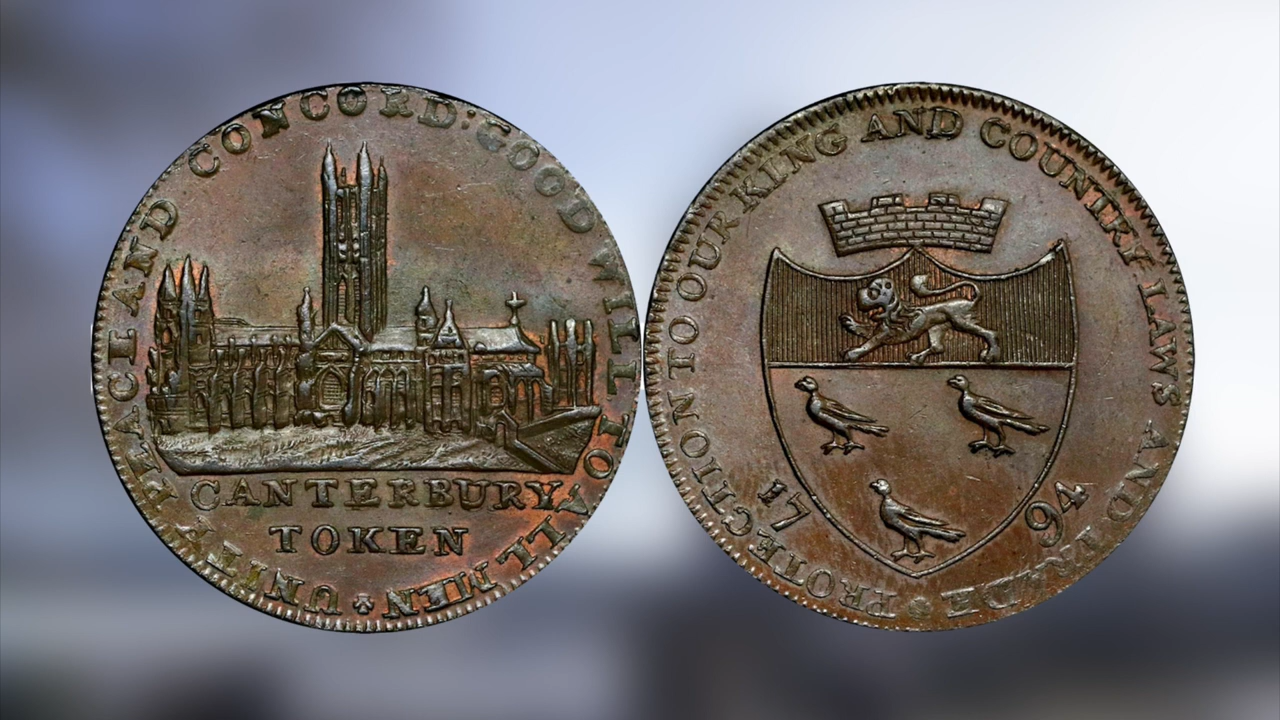 UNITY PEACE AND CONCORD: GOOD WILL TO ALL MEN
CANTERBURY
TOKEN
PROTECTION TO OUR KING AND COUNTRY LAWS AND TRADE
17 94